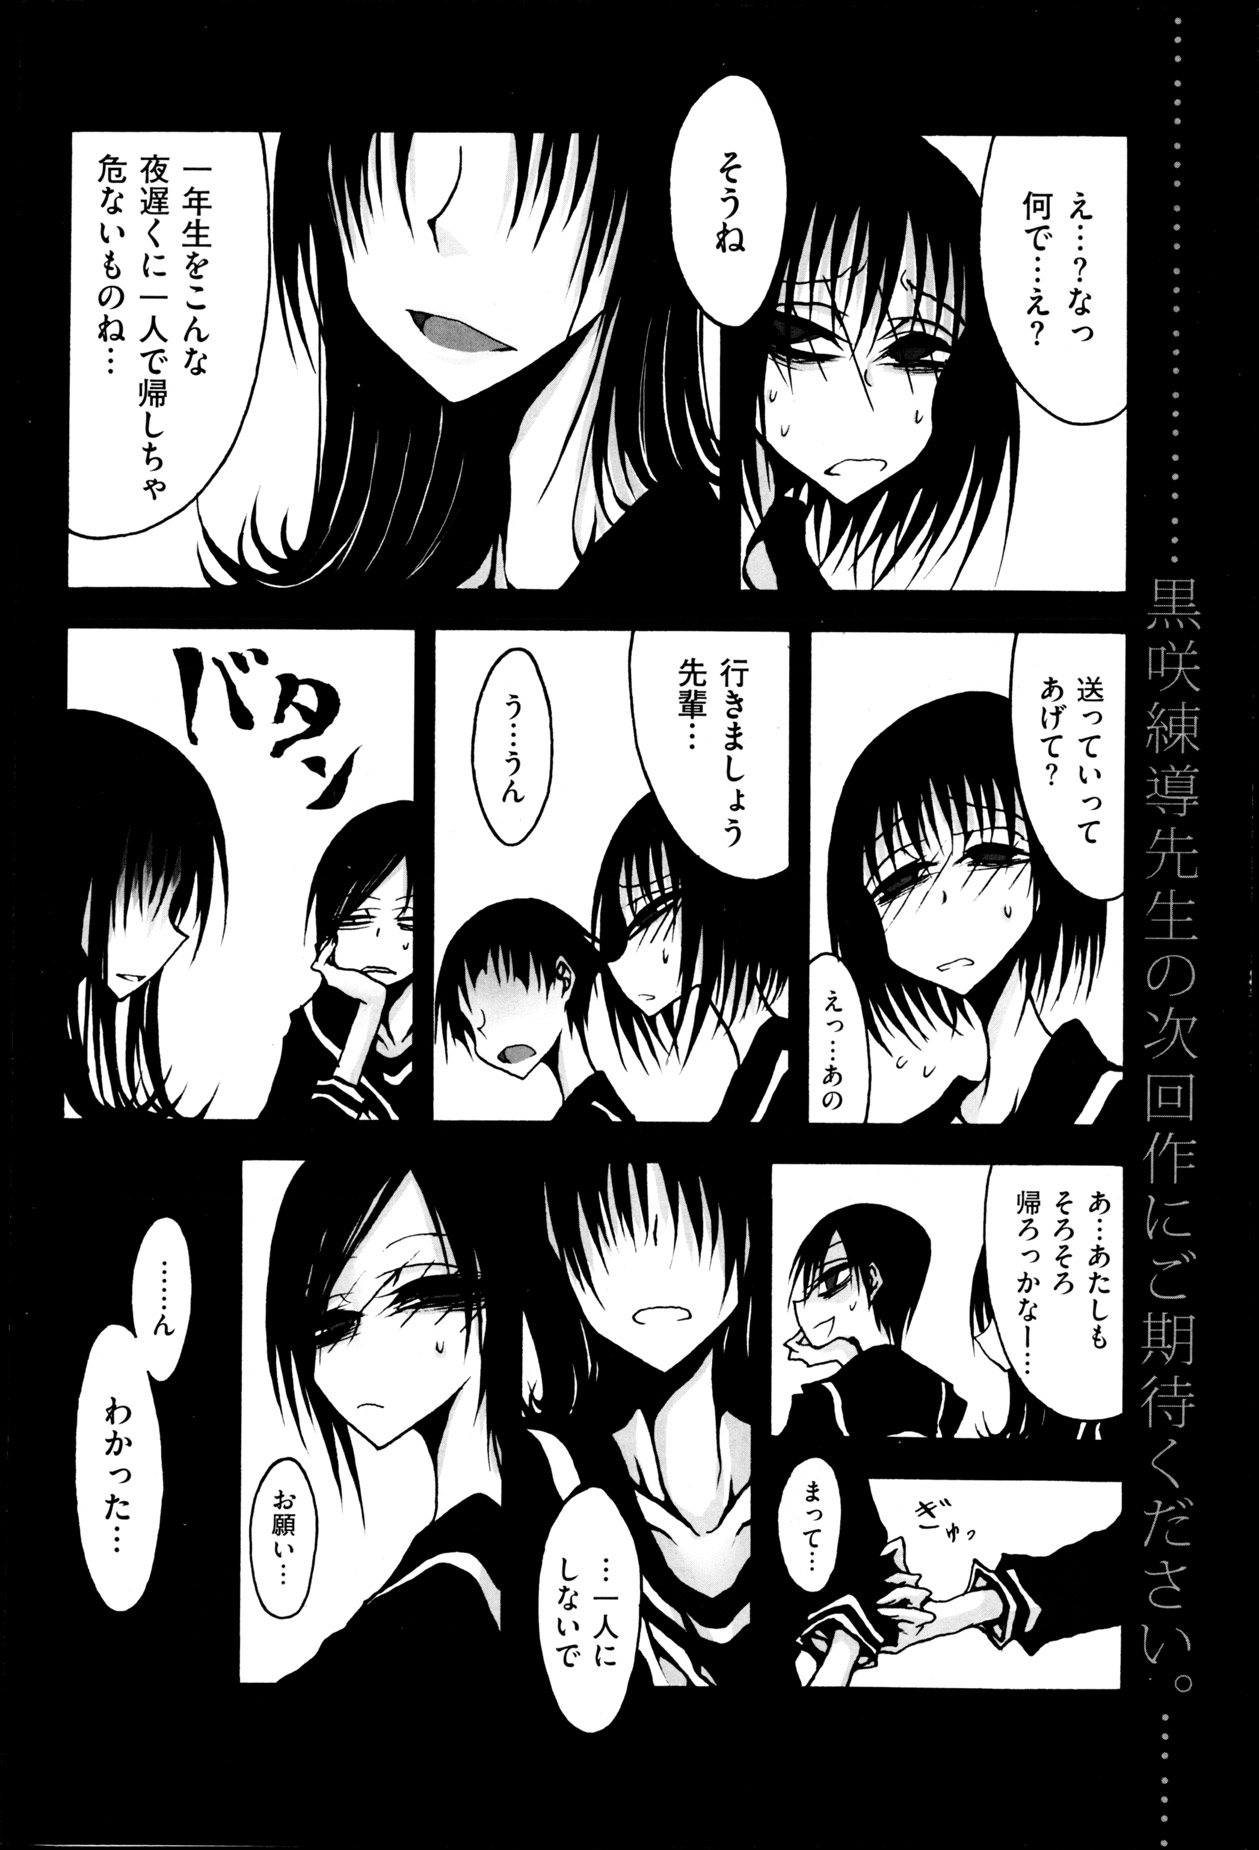 え…？なっ
何で…え？
そうね
一年生をこんな
夜遅くに一人で帰しちゃ
危ないものね…
送っていって
あげて？
えっ…あの
行きましょう
先輩…
う…うん
バタン
あ…あたしも
そろそろ
帰ろっかなー…
ぎゅっ
まって…
…一人に
しないで
お願い…
……ん
わかった…
……………………黒咲練導先生の次回作にご期待ください。…………